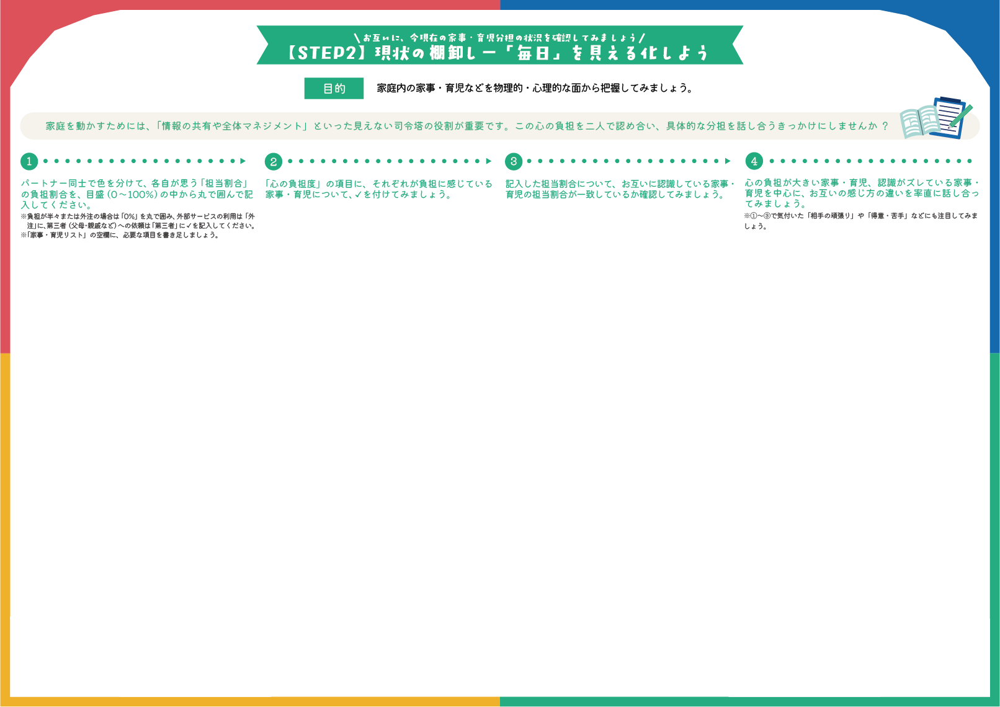 \お互いに、今現在の家事・育児分担の状況を確認してみましょう/
【STEP2】現状の棚卸しー「毎日」を見える化しよう
目的
家庭内の家事・育児などを物理的・心理的な面から把握してみましょう。
家庭を動かすためには、「情報の共有や全体マネジメント」といった見えない司令塔の役割が重要です。この心の負担を二人で認め合い、具体的な分担を話し合うきっかけにしませんか？
1
パートナー同士で色を分けて、各自が思う「担当割合」
の負担割合を、目盛（0～100%）の中から丸で囲んで記
入してください。
※負担が半々または外注の場合は「0%」を丸で囲み、外部サービスの利用は「外
注」に、第三者（父母・親戚など）への依頼は「第三者」に✓を記入してください。
※「家事・育児リスト」の空欄に、必要な項目を書き足しましょう。
2
「心の負担度」の項目に、それぞれが負担に感じている
家事・育児について、✓を付けてみましょう。
3
記入した担当割合について、お互いに認識している家事・
育児の担当割合が一致しているか確認してみましょう。
4
心の負担が大きい家事・育児、認識がズレている家事・
育児を中心に、お互いの感じ方の違いを率直に話し合っ
てみましょう。
※①～③で気付いた「相手の頑張り」や「得意・苦手」などにも注目してみま
しょう。